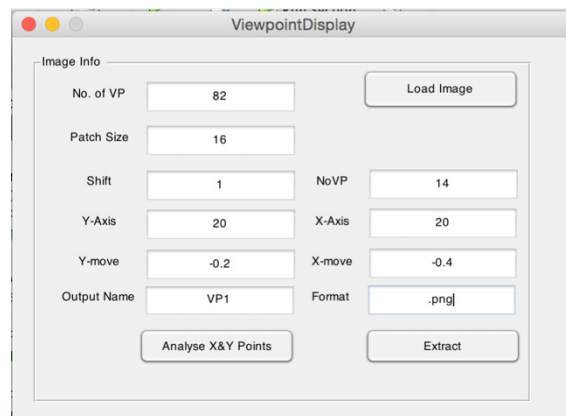 ViewpointDisplay
Image Info
No. of VP 82 Load Image
Patch Size 16
Shift 1 NoVP 14
Y-Axis 20 X-Axis 20
Y-move -0.2 X-move -0.4
Output Name VP1 Format .png
Analyse X&Y Points Extract